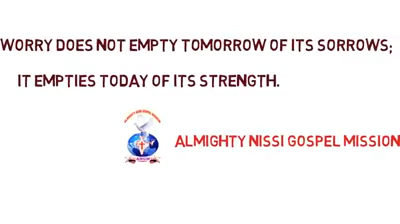 WORRY DOES NOT EMPTY TOMORROW OF ITS SORROWS;
IT EMPTIES TODAY OF ITS STRENGTH.
ALMIGHTY NISSI GOSPEL MISSION